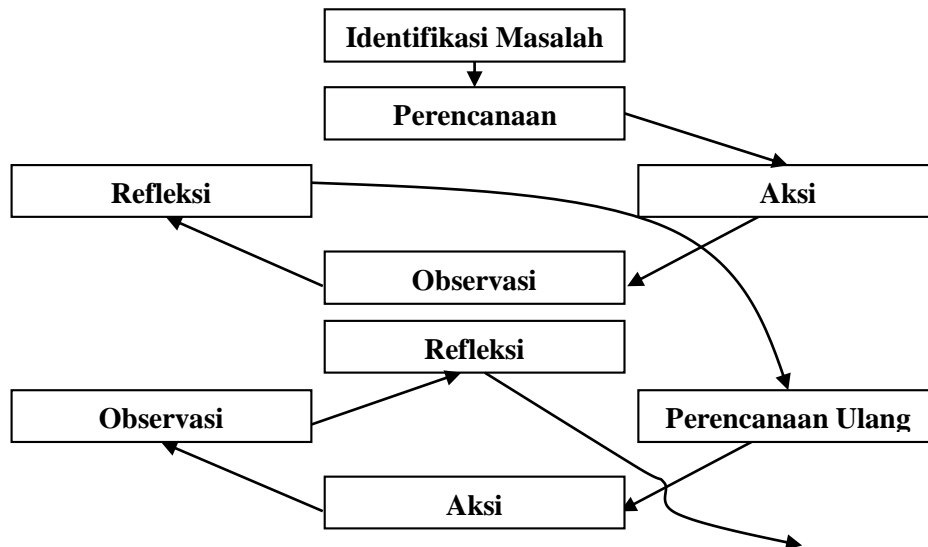 Identifikasi Masalah
Perencanaan
Refleksi
Aksi
Observasi
Refleksi
Observasi
Perencanaan Ulang
Aksi